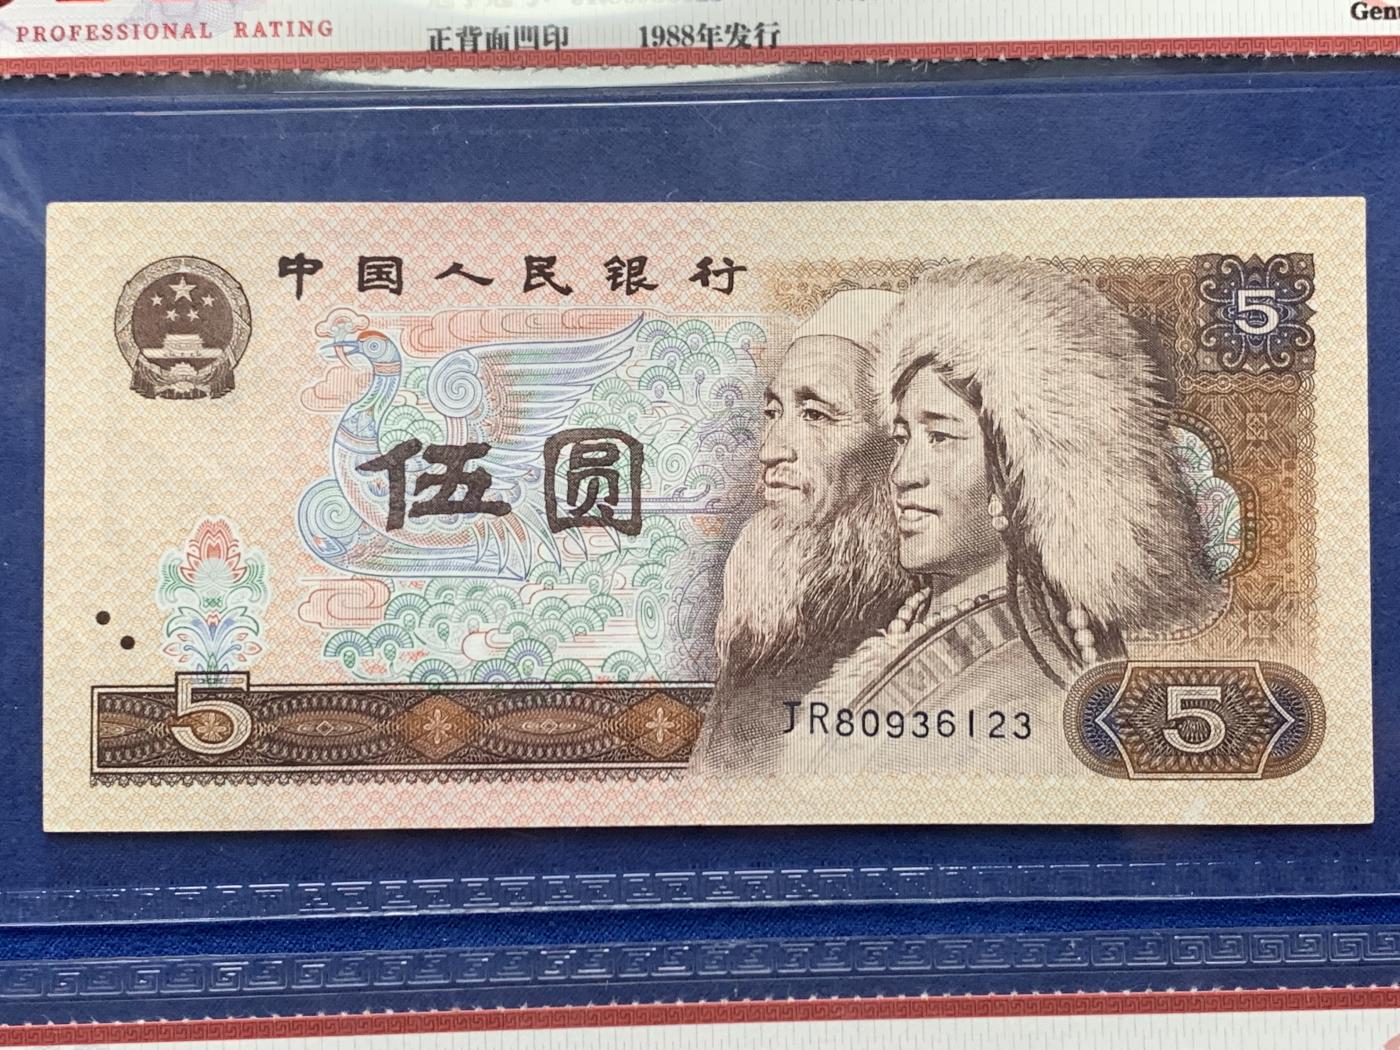 PROFESSIONAL RATING
正背面凹印 1988年发行
中国人民银行
5
伍圆
5
JR80936123
5